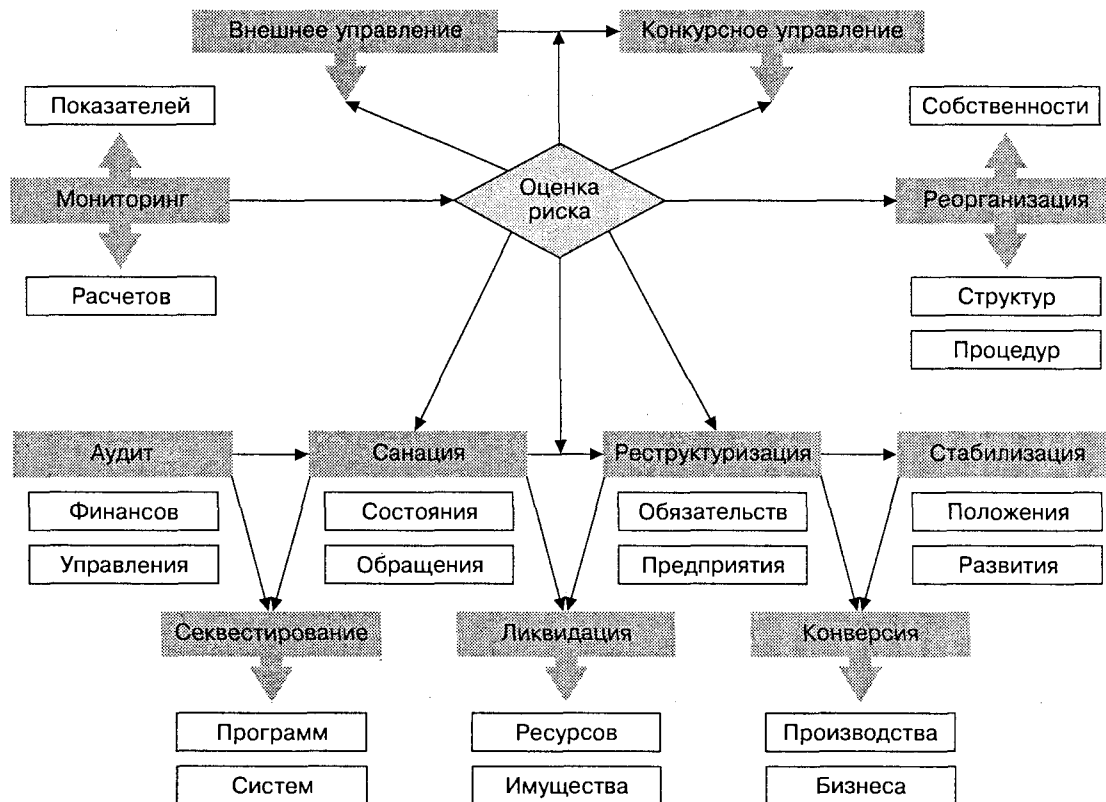 Внешнее управление
Конкурсное управление
Показателей
Собственности
Мониторинг
Оценка
риска
Реорганизация
Расчетов
Структур
Процедур
Аудит
Санация
Реструктуризация
Стабилизация
Финансов
Состояния
Обязательств
Положения
Управления
Обращения
Предприятия
Развития
Секвестирование
Ликвидация
Конверсия
Программ
Ресурсов
Производства
Систем
Имущества
Бизнеса